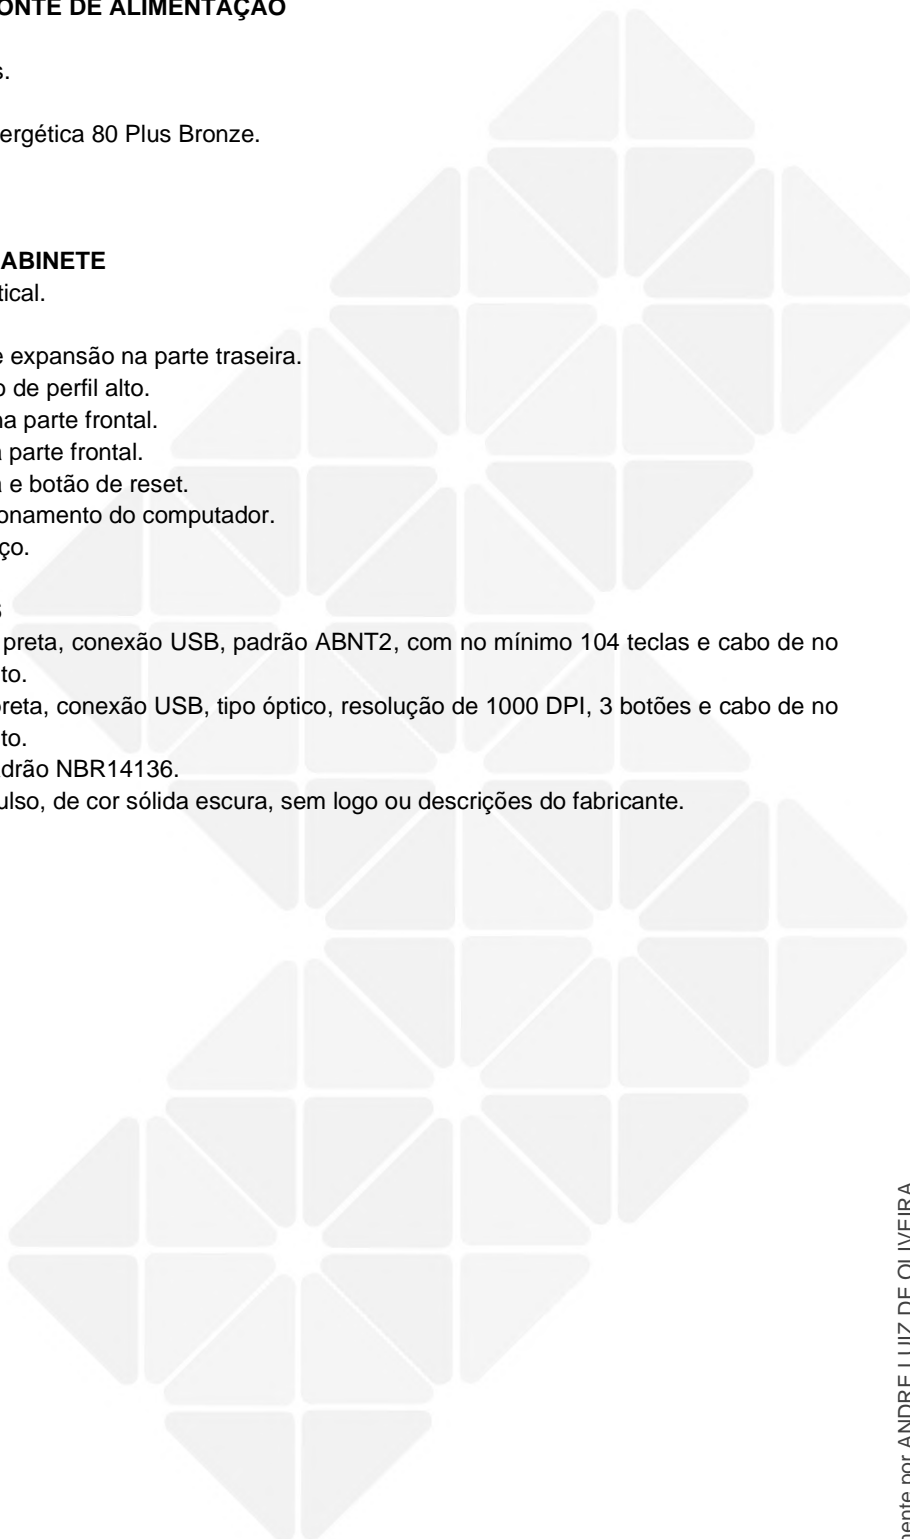 ONTE DE ALIMENTAÇÃO
s.
ergética 80 Plus Bronze.
ABINETE
tical.
e expansão na parte traseira.
o de perfil alto.
na parte frontal.
a parte frontal.
a e botão de reset.
onamento do computador.
ço.
s
preta, conexão USB, padrão ABNT2, com no mínimo 104 teclas e cabo de no
to.
preta, conexão USB, tipo óptico, resolução de 1000 DPI, 3 botões e cabo de no
to.
drão NBR14136.
ulso, de cor sólida escura, sem logo ou descrições do fabricante.
mente por ANDRE LUIZ DE OLIVEIRA